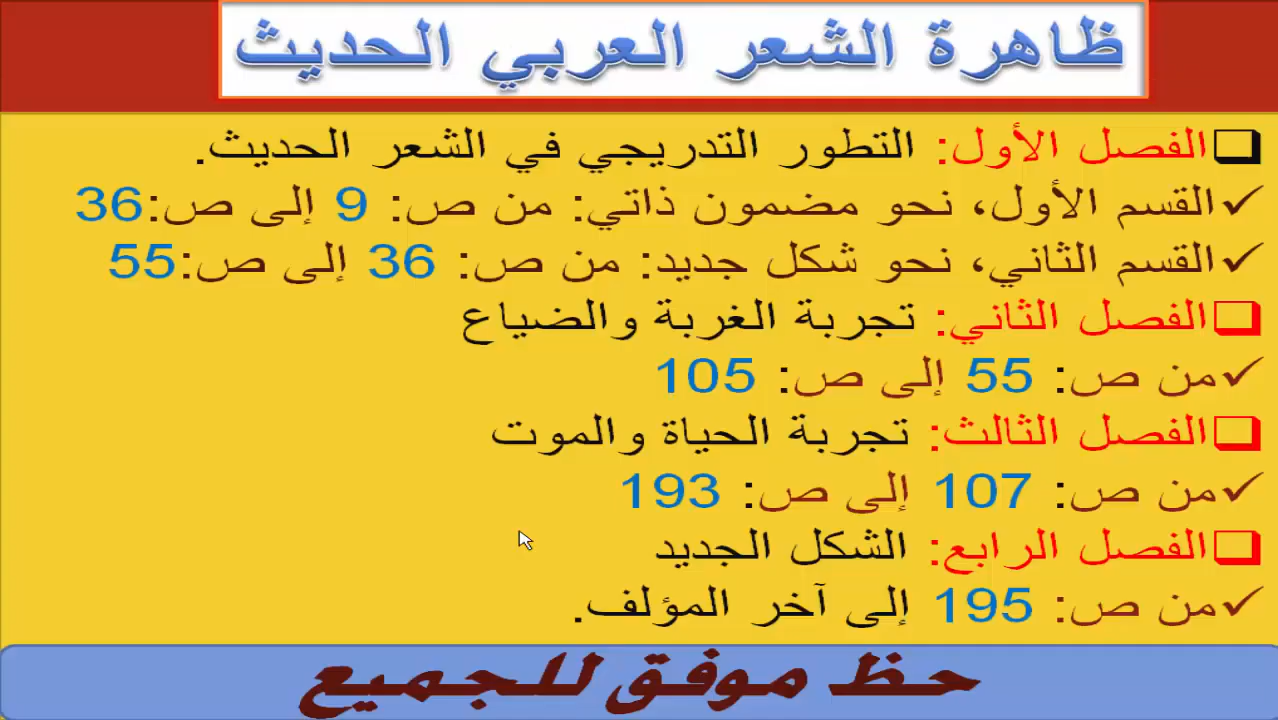 ظاهرة الشعر العربي الحديث
الفصل الأول: التطور التدريجي في الشعر الحديث.
القسم الأول، نحو مضمون ذاتي: من ص: 9 إلى ص:36
القسم الثاني، نحو شكل جديد: من ص: 36 إلى ص:55
الفصل الثاني: تجربة الغربة والضياع
من ص: 55 إلى ص: 105
الفصل الثالث: تجربة الحياة والموت
من ص: 107 إلى ص: 193
الفصل الرابع: الشكل الجديد
من ص: 195 إلى آخر المؤلف.
حظ موفق للجميع